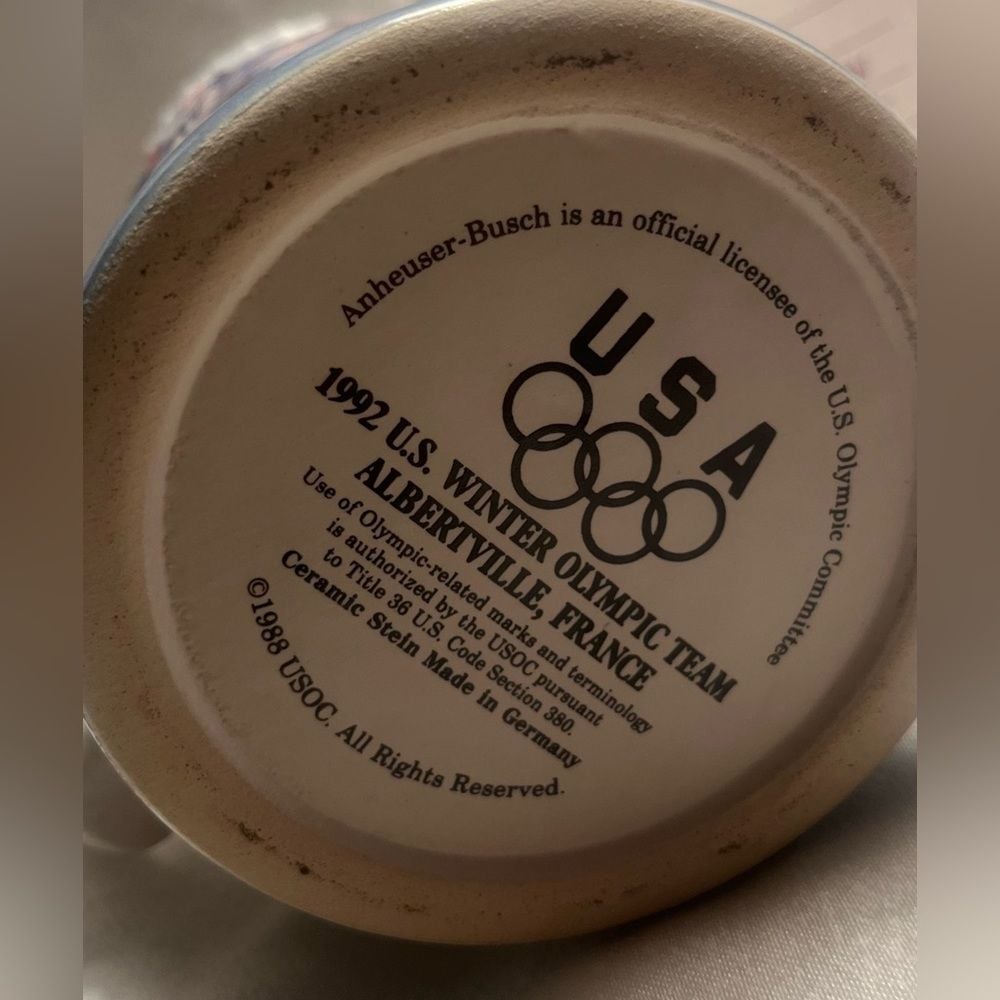 Anheuser-Busch is an official licensee of the U.S. Olympic Committee
USA
1992 U.S. WINTER OLYMPIC TEAM
ALBERTVILLE, FRANCE
Use of Olympic-related marks and terminology
is authorized by the USOC pursuant
to Title 36 U.S. Code Section 380.
Ceramic Stein Made in Germany
©1988 USOC. All Rights Reserved.